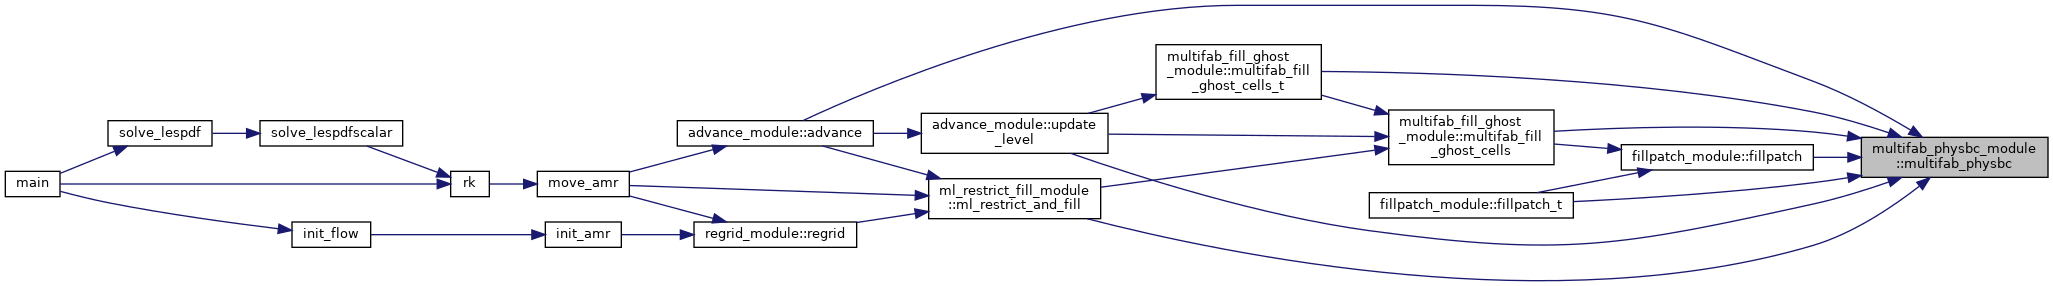 main
solve_lespdf
solve_lespdfscalar
init_flow
rk
move_amr
init_amr
advance_module::advance
regrid_module::regrid
advance_module::update
_level
ml_restrict_fill_module
::ml_restrict_and_fill
multifab_fill_ghost
_module::multifab_fill
_ghost_cells_t
multifab_fill_ghost
_module::multifab_fill
_ghost_cells
fillpatch_module::fillpatch_t
fillpatch_module::fillpatch
multifab_physbc_module
::multifab_physbc